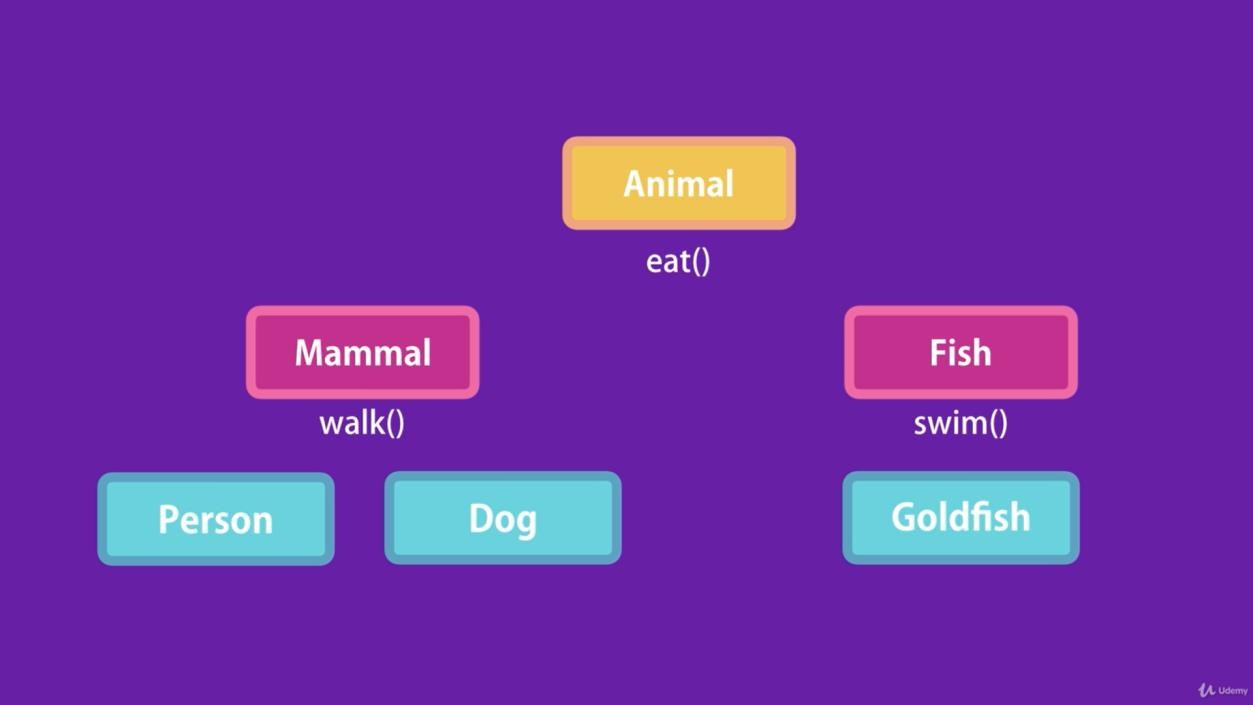 Animal
eat()
Mammal
Fish
walk()
swim()
Person
Dog
Goldfish
Udemy